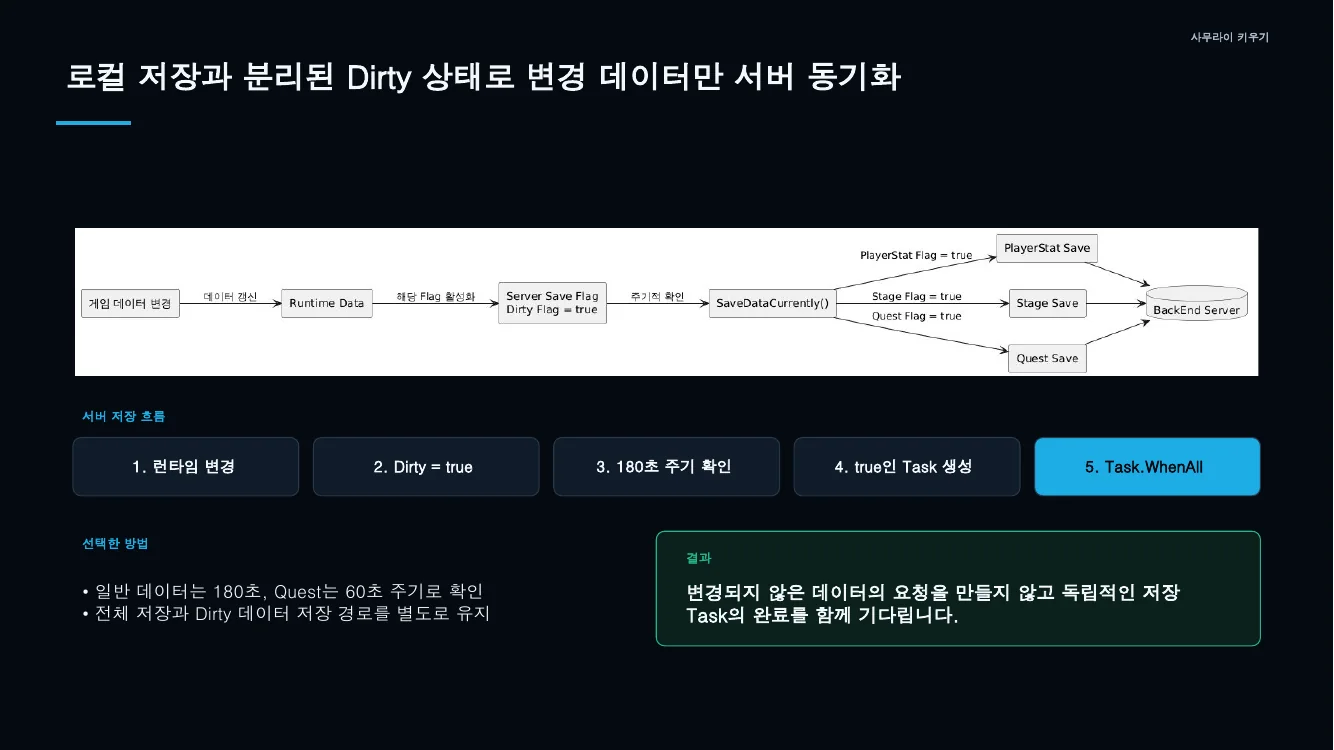 사무라이 키우기
로컬 저장과 분리된 Dirty 상태로 변경 데이터만 서버 동기화
게임 데이터 변경
데이터 갱신
Runtime Data
해당 Flag 활성화
Server Save Flag
Dirty Flag = true
주기적 확인
SaveDataCurrently()
PlayerStat Flag = true
Stage Flag = true
Quest Flag = true
PlayerStat Save
Stage Save
Quest Save
BackEnd Server
서버 저장 흐름
1. 런타임 변경
2. Dirty = true
3. 180초 주기 확인
4. true인 Task 생성
5. Task.WhenAll
선택한 방법
• 일반 데이터는 180초, Quest는 60초 주기로 확인
• 전체 저장과 Dirty 데이터 저장 경로를 별도로 유지
결과
변경되지 않은 데이터의 요청을 만들지 않고 독립적인 저장
Task의 완료를 함께 기다립니다.